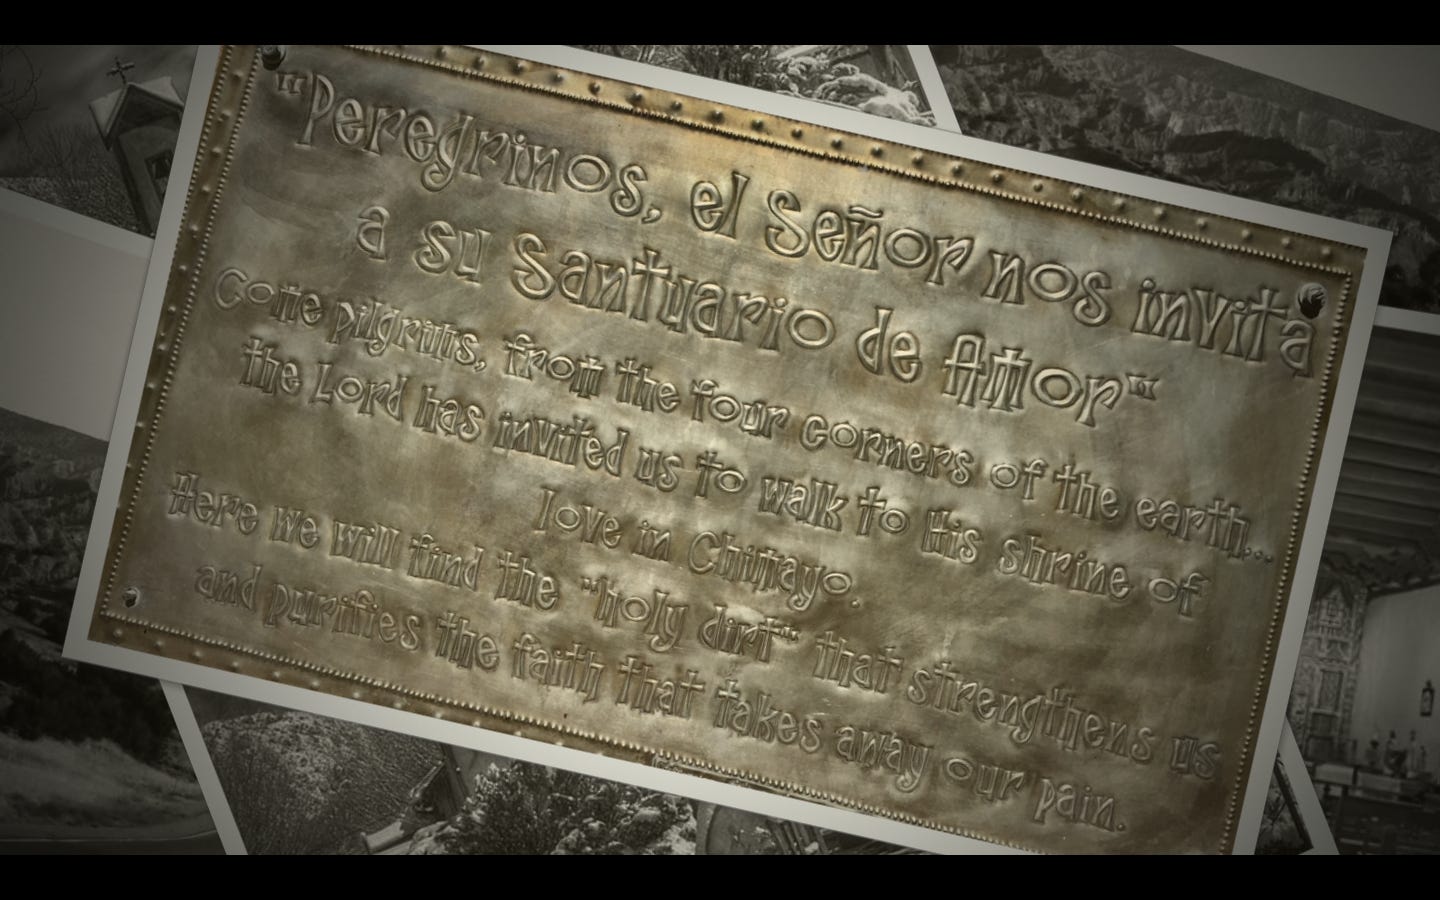 "Peregrinos, el Señor nos invita
a su Santuario de Amor"
Come pilgrims, from the four corners of the earth...
the Lord has invited us to walk to His shrine of
love in Chimayo.
Here we will find the "holy dirt" that strengthens us
and purifies the faith that takes away our pain.